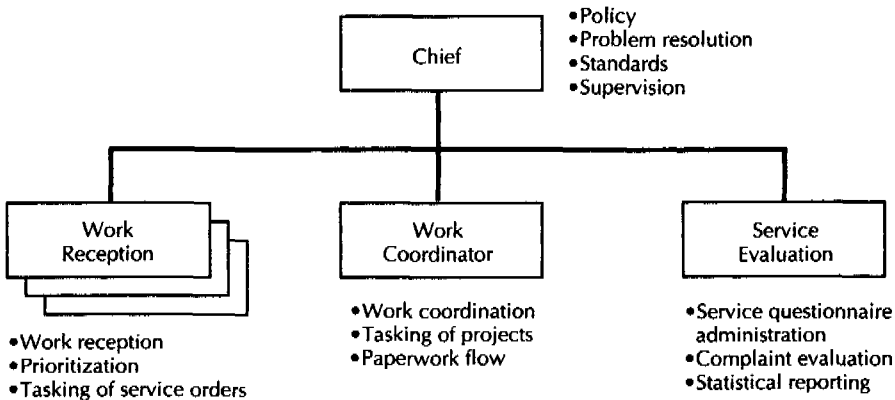 Chief
•Policy
•Problem resolution
•Standards
•Supervision
Work
Reception
•Work reception
•Prioritization
•Tasking of service orders
Work
Coordinator
•Work coordination
•Tasking of projects
•Paperwork flow
Service
Evaluation
•Service questionnaire
administration
•Complaint evaluation
•Statistical reporting